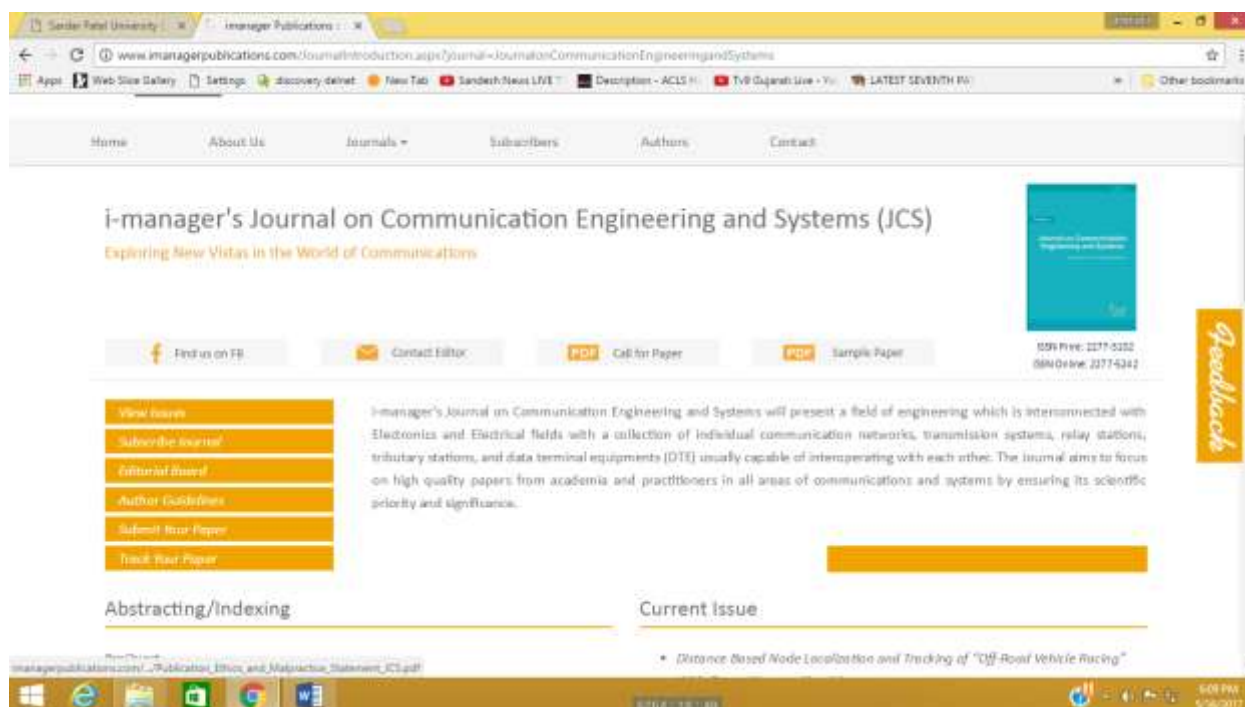 Sardar Patel University :
imanager Publications :
www.imanagerpublications.com/JournalIntroduction.aspx?journal=JournalonCommunicationEngineeringandSystems
Apps Web Slice Gallery Settings discovery delnet New Tab Sandesh News LIVE Description - ACLS TV9 Gujarati Live - LATEST SEVENTH PA Other bookmarks
Home About Us Journals Subscribers Authors Contact
i-manager's Journal on Communication Engineering and Systems (JCS)
Exploring New Vistas in the World of Communications
Journal on Communication
Engineering and Systems
Find us on FB Contact Editor PDF Call for Paper PDF Sample Paper
ISSN Print:
ISSN Online:
Feedback
View Issues
Subscribe Journal
Editorial Board
Author Guidelines
Submit Your Paper
Track Your Paper
i-manager's Journal on Communication Engineering and Systems will present a field of engineering which is interconnected with
Electronics and Electrical fields with a collection of individual communication networks, transmission systems, relay stations,
tributary stations, and data terminal equipments (DTE) usually capable of interoperating with each other. The Journal aims to focus
on high quality papers from academia and practitioners in all areas of communications and systems by ensuring its scientific
priority and significance.
Abstracting/Indexing
Current Issue
Distance Based Node Localization and Tracking of "Off-Road Vehicle Racing"
imanagerpublications.com/.../Publication_Ethics_and_Malpractice_Statement_JCS.pdf